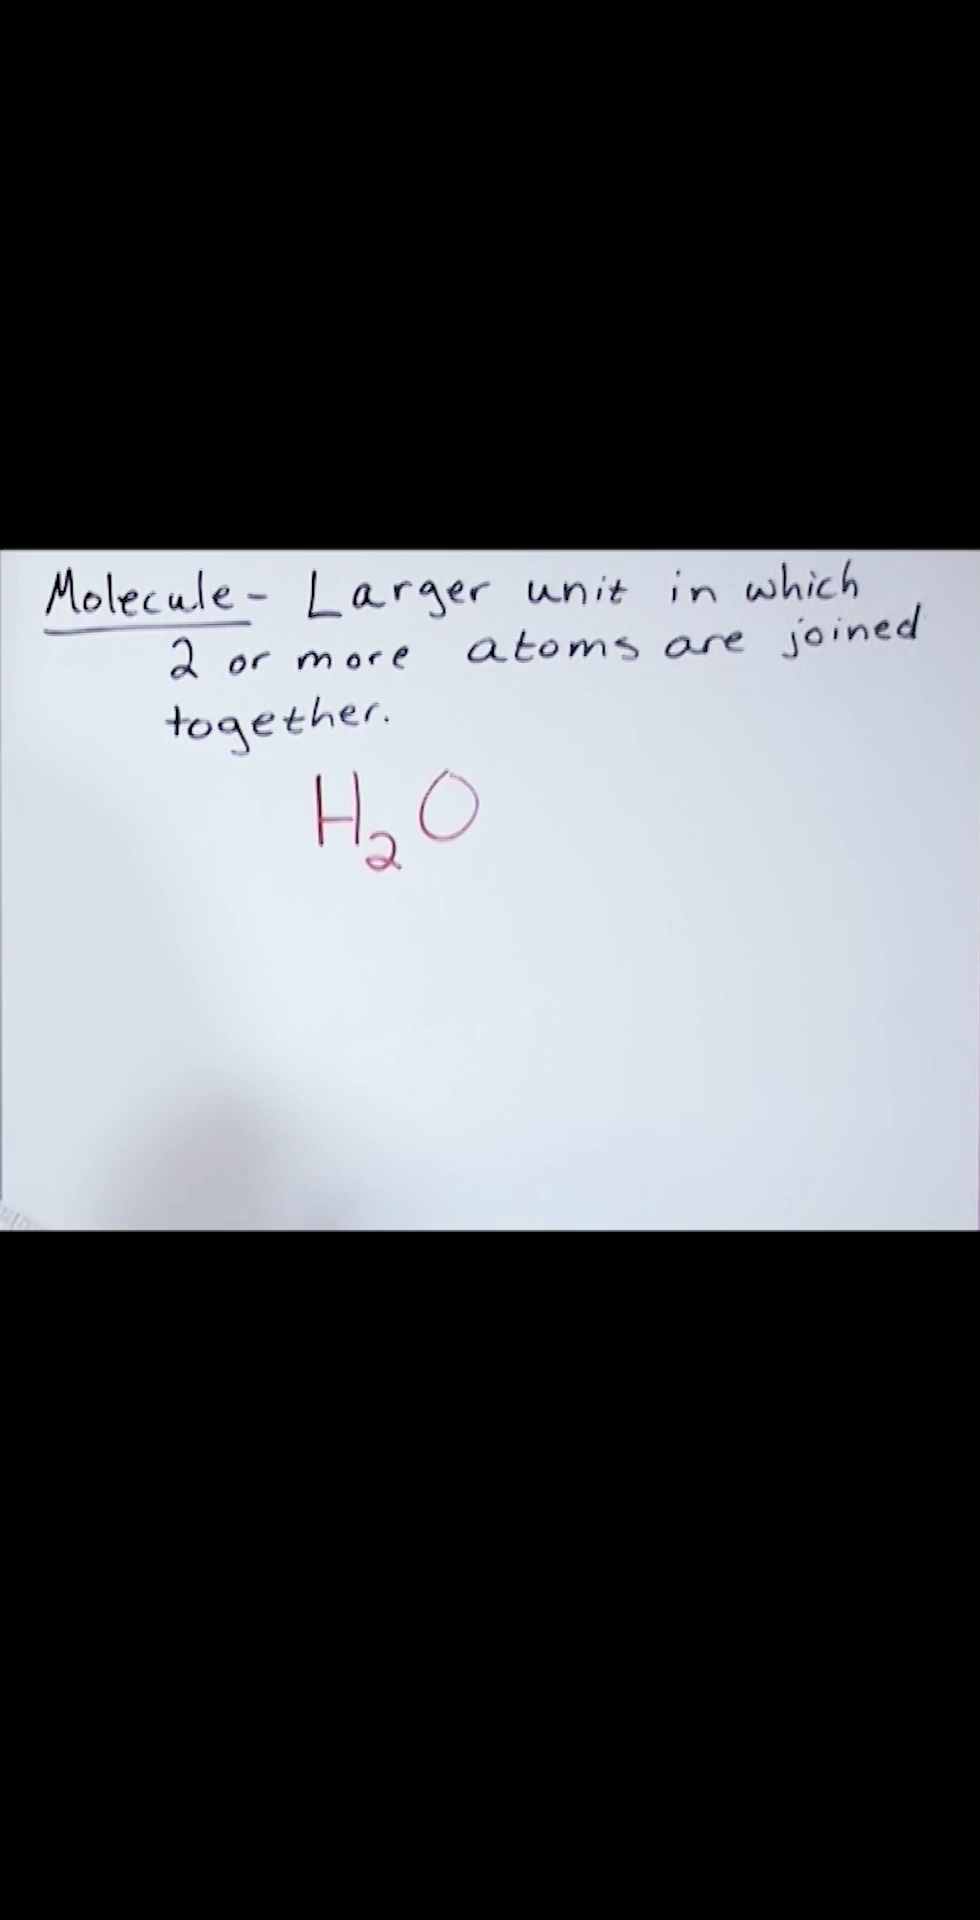 Molecule - Larger unit in which
2 or more atoms are joined
together.
H₂O